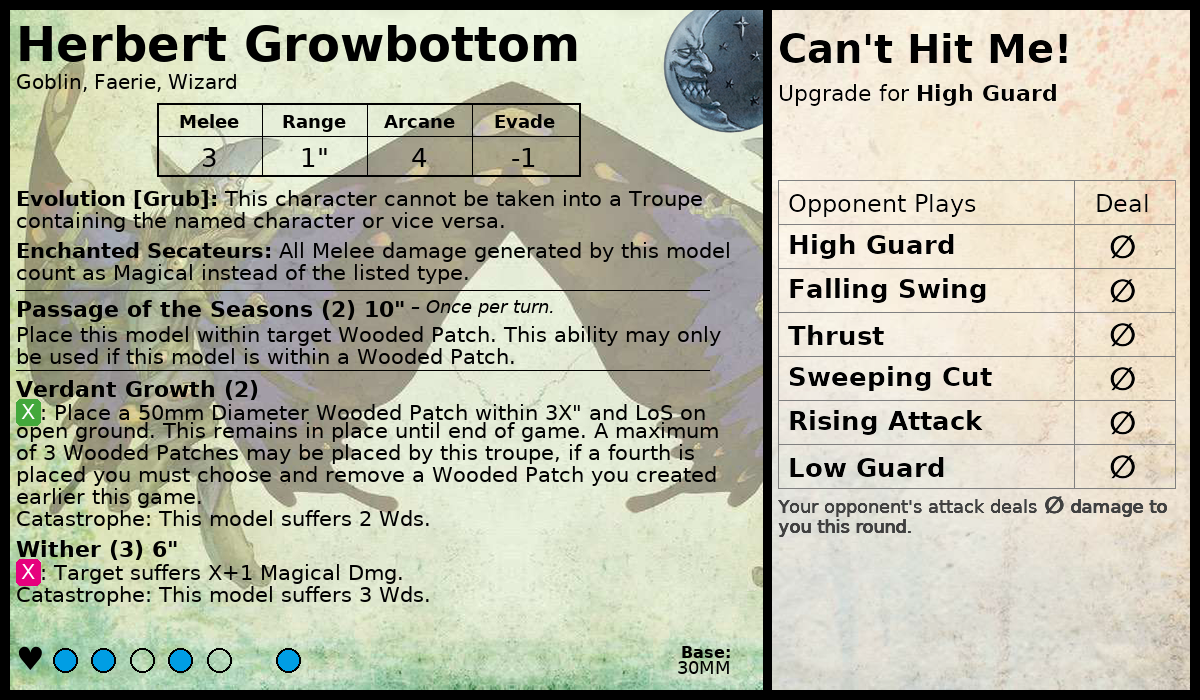 Herbert Growbottom
Goblin, Faerie, Wizard
Melee Range Arcane Evade
3 1" 4 -1
Evolution [Grub]: This character cannot be taken into a Troupe
containing the named character or vice versa.
Enchanted Secateurs: All Melee damage generated by this model
count as Magical instead of the listed type.
Passage of the Seasons (2) 10" – Once per turn.
Place this model within target Wooded Patch. This ability may only
be used if this model is within a Wooded Patch.
Verdant Growth (2)
X: Place a 50mm Diameter Wooded Patch within 3X" and LoS on
open ground. This remains in place until end of game. A maximum
of 3 Wooded Patches may be placed by this troupe, if a fourth is
placed you must choose and remove a Wooded Patch you created
earlier this game.
Catastrophe: This model suffers 2 Wds.
Wither (3) 6"
X: Target suffers X+1 Magical Dmg.
Catastrophe: This model suffers 3 Wds.
Base:
30MM
Can't Hit Me!
Upgrade for High Guard
Opponent Plays Deal
High Guard ∅
Falling Swing ∅
Thrust ∅
Sweeping Cut ∅
Rising Attack ∅
Low Guard ∅
Your opponent's attack deals ∅ damage to
you this round.